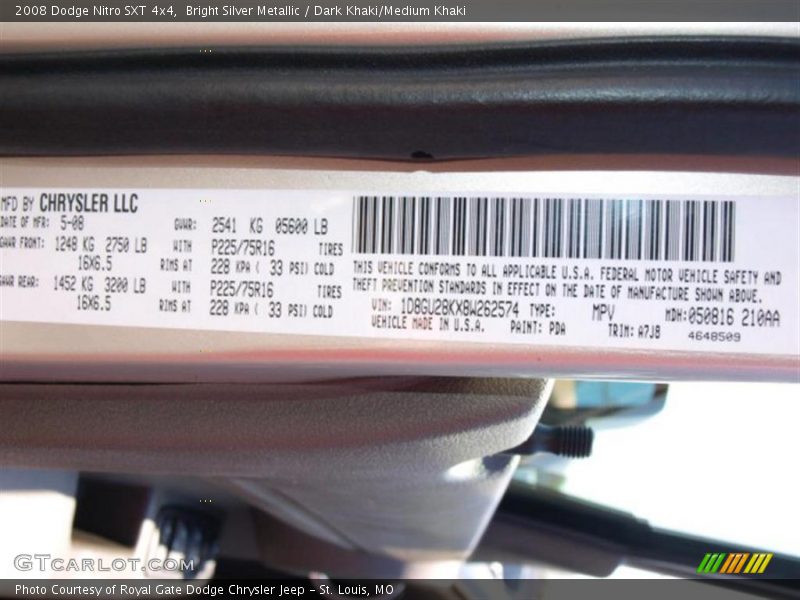 2008 Dodge Nitro SXT 4x4, Bright Silver Metallic / Dark Khaki/Medium Khaki
MFD BY CHRYSLER LLC
DATE OF MFR: 5-08 GVWR: 2541 KG 05600 LB
GAWR FRONT: 1248 KG 2750 LB WITH P225/75R16 TIRES
16X6.5 RIMS AT 228 KPA ( 33 PSI) COLD
GAWR REAR: 1452 KG 3200 LB WITH P225/75R16 TIRES
16X6.5 RIMS AT 228 KPA ( 33 PSI) COLD
THIS VEHICLE CONFORMS TO ALL APPLICABLE U.S.A. FEDERAL MOTOR VEHICLE SAFETY AND
THEFT PREVENTION STANDARDS IN EFFECT ON THE DATE OF MANUFACTURE SHOWN ABOVE.
VIN: 1D8GU28KX8W262574 TYPE: MPV MDH: 050816 210AA
VEHICLE MADE IN U.S.A. PAINT: PDA TRIM: A7J8 4648509
GTCARLOT.COM
Photo Courtesy of Royal Gate Dodge Chrysler Jeep - St. Louis, MO